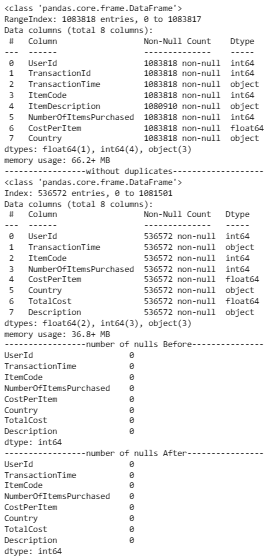 <class 'pandas.core.frame.DataFrame'>
RangeIndex: 1083818 entries, 0 to 1083817
Data columns (total 8 columns):
 #   Column                  Non-Null Count    Dtype
---  ------                  --------------    -----
 0   UserId                  1083818 non-null  int64
 1   TransactionId           1083818 non-null  int64
 2   TransactionTime         1083818 non-null  object
 3   ItemCode                1083818 non-null  int64
 4   ItemDescription         1080910 non-null  object
 5   NumberOfItemsPurchased  1083818 non-null  int64
 6   CostPerItem             1083818 non-null  float64
 7   Country                 1083818 non-null  object
dtypes: float64(1), int64(4), object(3)
memory usage: 66.2+ MB
-----------------without duplicates-------------------
<class 'pandas.core.frame.DataFrame'>
Index: 536572 entries, 0 to 1081501
Data columns (total 8 columns):
 #   Column                  Non-Null Count   Dtype
---  ------                  --------------   -----
 0   UserId                  536572 non-null  int64
 1   TransactionTime         536572 non-null  object
 2   ItemCode                536572 non-null  int64
 3   NumberOfItemsPurchased  536572 non-null  int64
 4   CostPerItem             536572 non-null  float64
 5   Country                 536572 non-null  object
 6   TotalCost               536572 non-null  float64
 7   Description             536572 non-null  object
dtypes: float64(2), int64(3), object(3)
memory usage: 36.8+ MB
-----------------number of nulls Before---------------
UserId                    0
TransactionTime           0
ItemCode                  0
NumberOfItemsPurchased    0
CostPerItem               0
Country                   0
TotalCost                 0
Description               0
dtype: int64
-----------------number of nulls After----------------
UserId                    0
TransactionTime           0
ItemCode                  0
NumberOfItemsPurchased    0
CostPerItem               0
Country                   0
TotalCost                 0
Description               0
dtype: int64